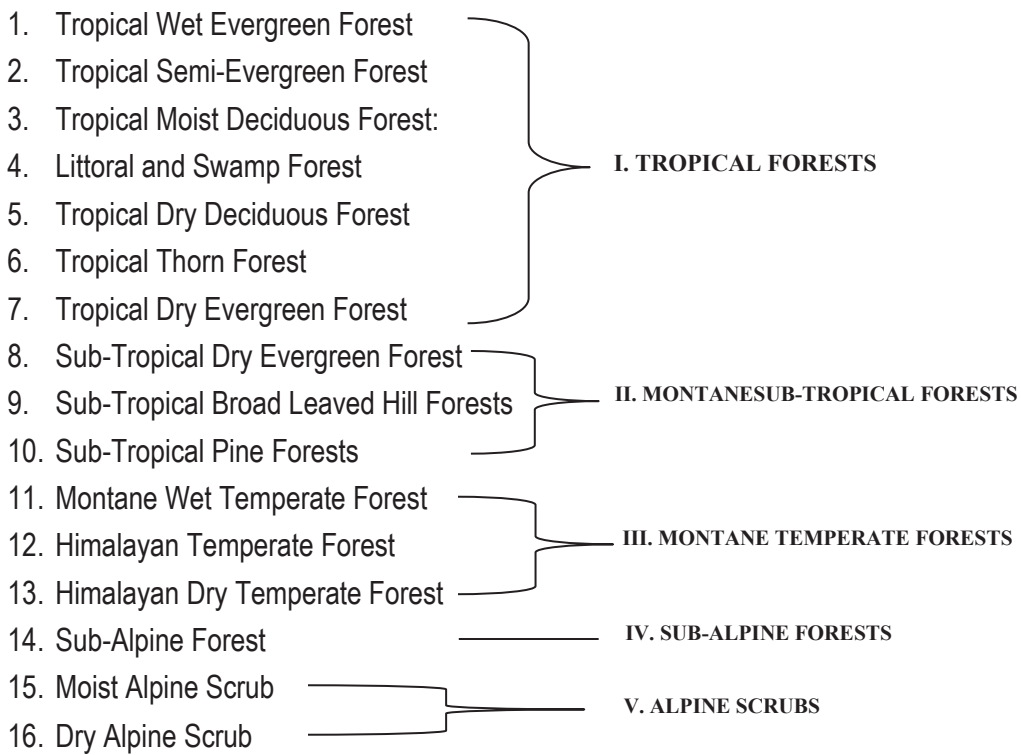 1. Tropical Wet Evergreen Forest
2. Tropical Semi-Evergreen Forest
3. Tropical Moist Deciduous Forest:
4. Littoral and Swamp Forest
5. Tropical Dry Deciduous Forest
6. Tropical Thorn Forest
7. Tropical Dry Evergreen Forest
I. TROPICAL FORESTS
8. Sub-Tropical Dry Evergreen Forest
9. Sub-Tropical Broad Leaved Hill Forests
10. Sub-Tropical Pine Forests
II. MONTANESUB-TROPICAL FORESTS
11. Montane Wet Temperate Forest
12. Himalayan Temperate Forest
13. Himalayan Dry Temperate Forest
III. MONTANE TEMPERATE FORESTS
14. Sub-Alpine Forest
IV. SUB-ALPINE FORESTS
15. Moist Alpine Scrub
16. Dry Alpine Scrub
V. ALPINE SCRUBS